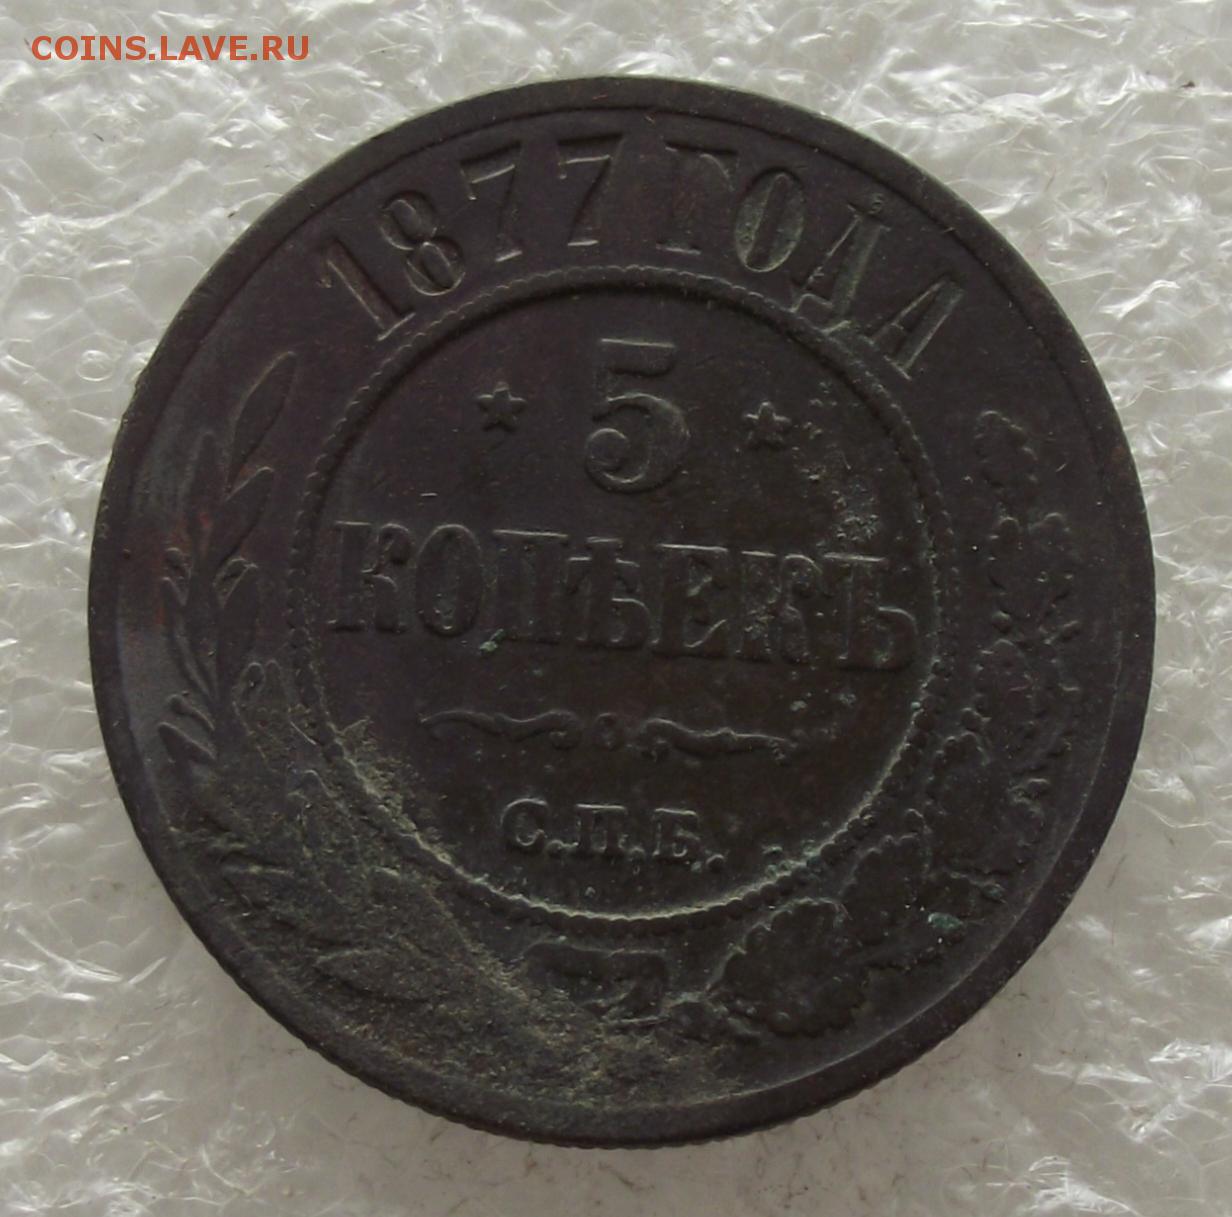 COINS.LAVE.RU
1877 ГОДА
5
КОПѢЕКЪ
С.П.Б.